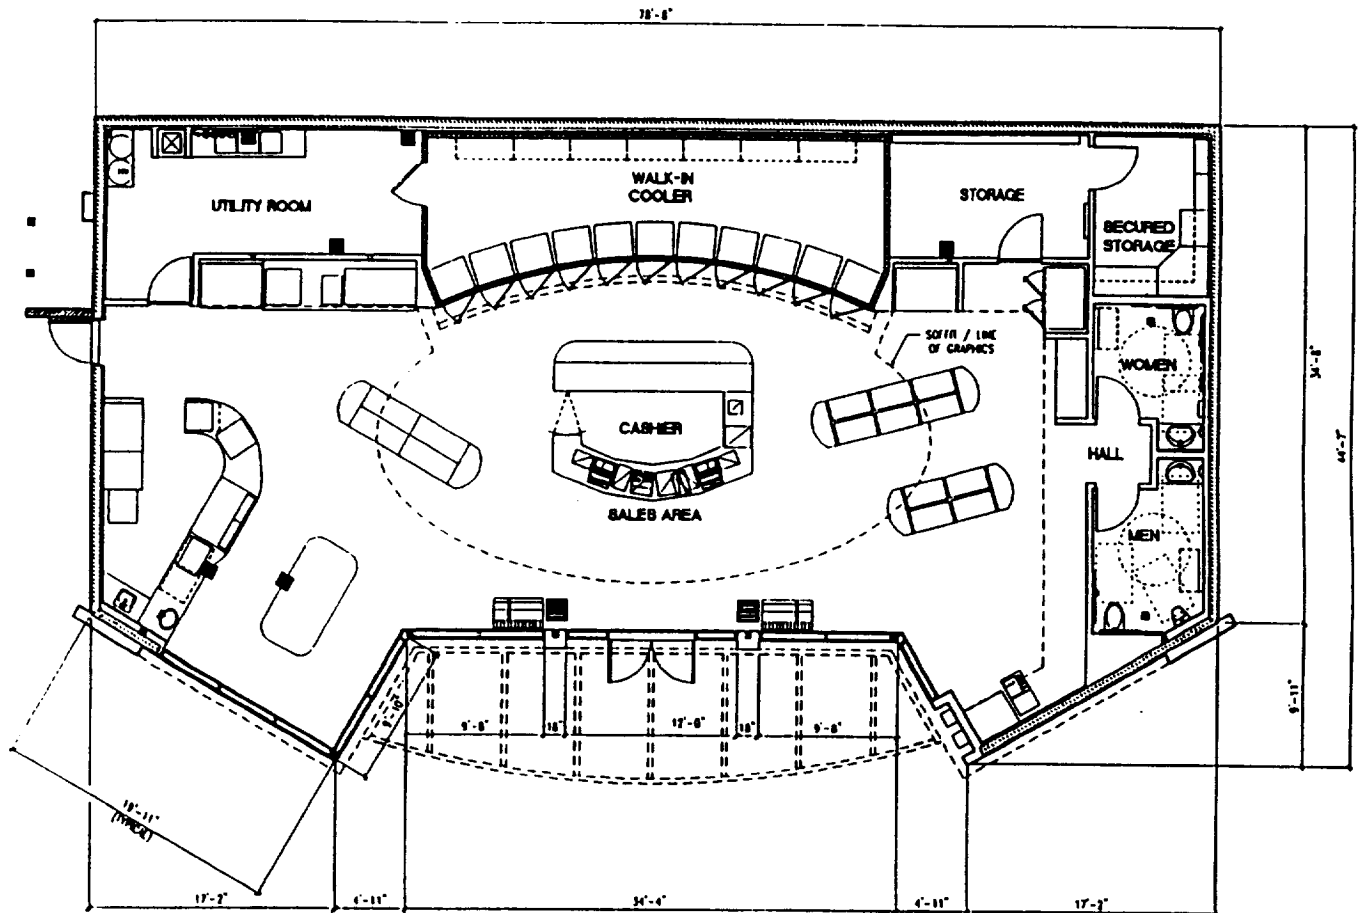 78'-6"
WALK-IN
COOLER
UTILITY ROOM
STORAGE
SECURED
STORAGE
SOFFIT / LINE
OF GRAPHICS
WOMEN
34'-8"
CASHIER
HALL
44'-7"
SALES AREA
MEN
9'-11"
9'-8"
18"
12'-0"
18"
9'-8"
(TYPICAL)
17'-2"
4'-11"
34'-4"
4'-11"
17'-2"